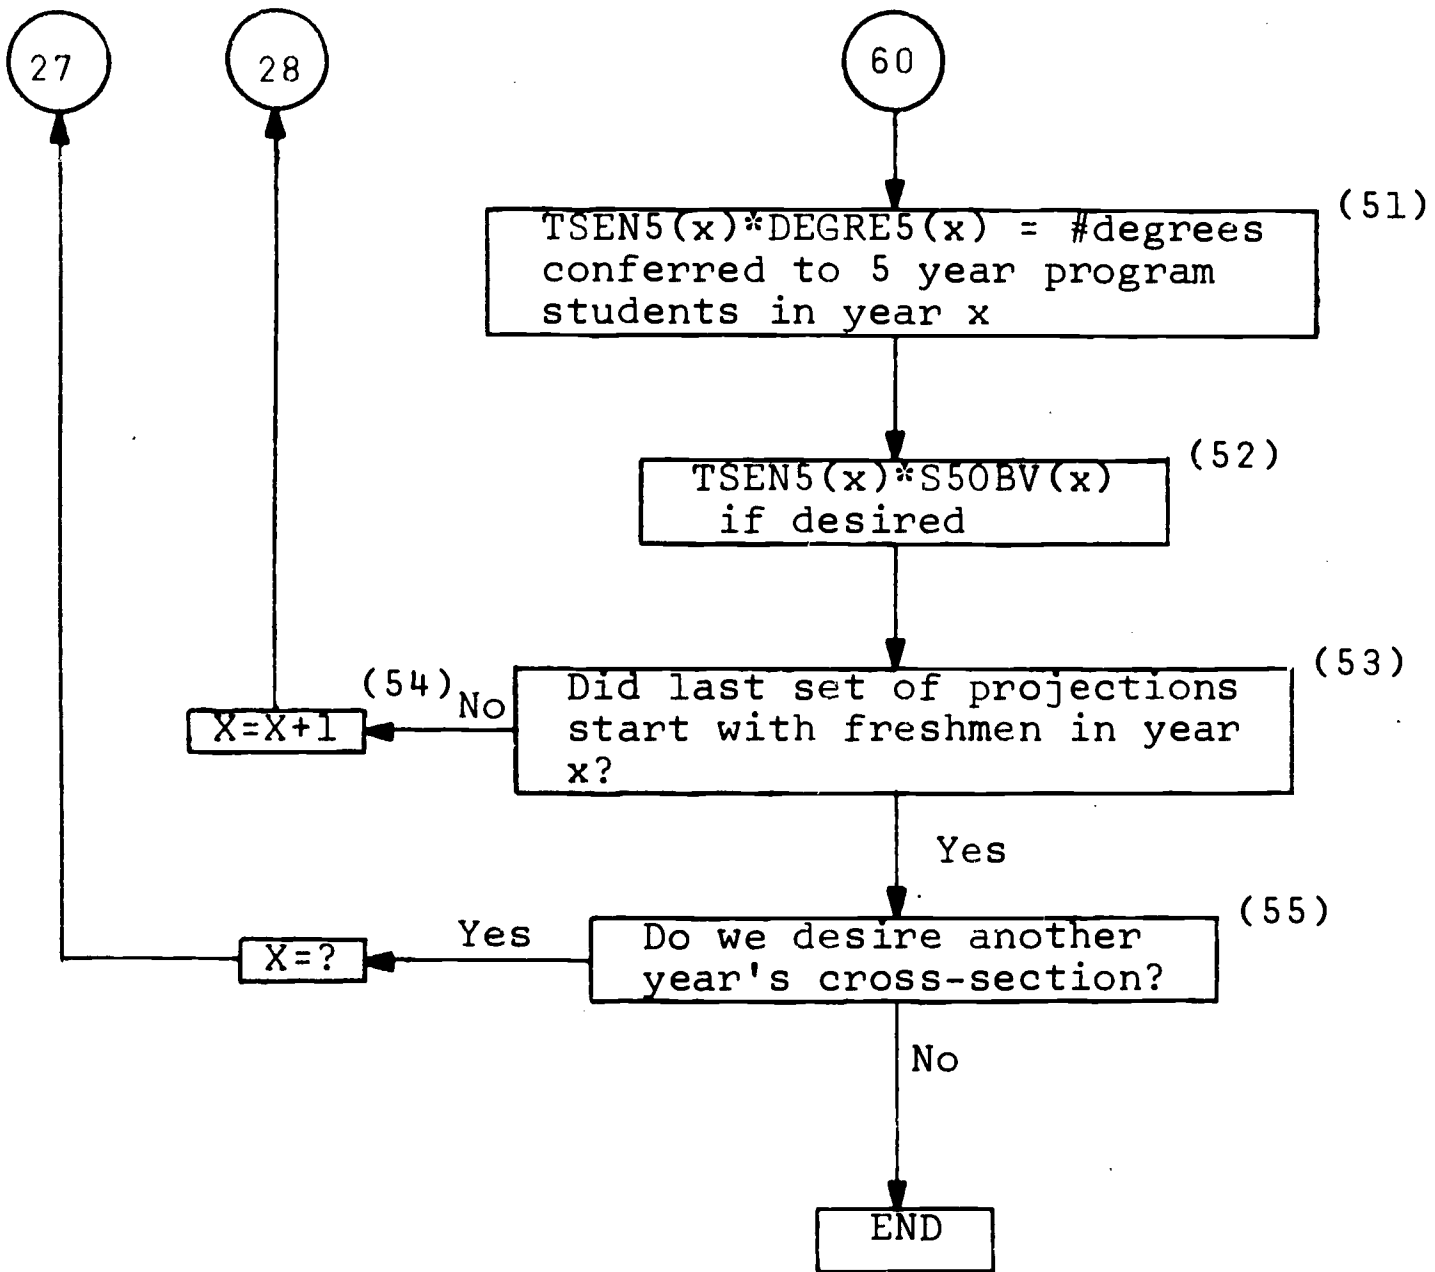 27
28
60
(51)
TSEN5(x)*DEGRE5(x) = #degrees
conferred to 5 year program
students in year x
(52)
TSEN5(x)*S5OBV(x)
if desired
(53)
Did last set of projections
start with freshmen in year
x?
(54)
No
X=X+1
Yes
(55)
Do we desire another
year's cross-section?
Yes
X=?
No
END